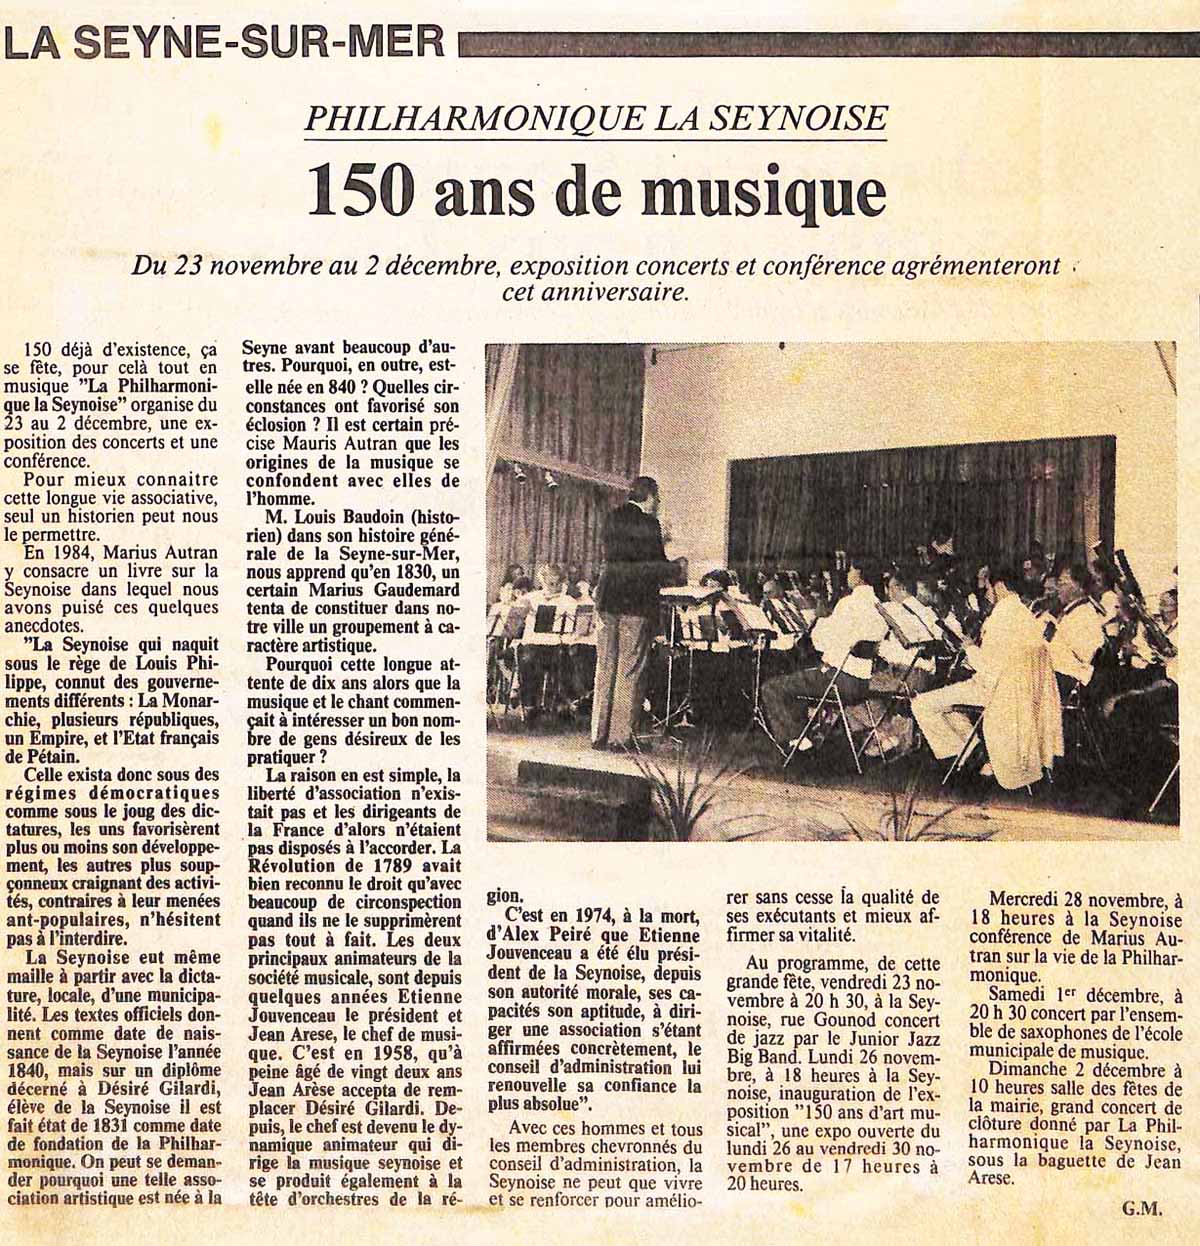 LA SEYNE-SUR-MER
PHILHARMONIQUE LA SEYNOISE
150 ans de musique
Du 23 novembre au 2 décembre, exposition concerts et conférence agrémenteront
cet anniversaire.
150 déjà d'existence, ça
se fête, pour celà tout en
musique "La Philharmoni-
que la Seynoise" organise du
23 au 2 décembre, une ex-
position des concerts et une
conférence.
Pour mieux connaitre
cette longue vie associative,
seul un historien peut nous
le permettre.
En 1984, Marius Autran
y consacre un livre sur la
Seynoise dans lequel nous
avons puisé ces quelques
anecdotes.
"La Seynoise qui naquit
sous le rège de Louis Phi-
lippe, connut des gouverne-
ments différents : La Monar-
chie, plusieurs républiques,
un Empire, et l'Etat français
de Pétain.
Celle exista donc sous des
régimes démocratiques
comme sous le joug des dic-
tatures, les uns favorisèrent
plus ou moins son développe-
ment, les autres plus soup-
çonneux craignant des activi-
tés, contraires à leur menées
ant-populaires, n'hésitent
pas à l'interdire.
La Seynoise eut même
maille à partir avec la dicta-
ture, locale, d'une municipa-
lité. Les textes officiels don-
nent comme date de nais-
sance de la Seynoise l'année
1840, mais sur un diplôme
décerné à Désiré Gilardi,
élève de la Seynoise il est
fait état de 1831 comme date
de fondation de la Philhar-
monique. On peut se deman-
der pourquoi une telle asso-
ciation artistique est née à la
Seyne avant beaucoup d'au-
tres. Pourquoi, en outre, est-
elle née en 840 ? Quelles cir-
constances ont favorisé son
éclosion ? Il est certain pré-
cise Mauris Autran que les
origines de la musique se
confondent avec elles de
l'homme.
M. Louis Baudoin (histo-
rien) dans son histoire géné-
rale de la Seyne-sur-Mer,
nous apprend qu'en 1830, un
certain Marius Gaudemard
tenta de constituer dans no-
tre ville un groupement à ca-
ractère artistique.
Pourquoi cette longue at-
tente de dix ans alors que la
musique et le chant commen-
çait à intéresser un bon nom-
bre de gens désireux de les
pratiquer ?
La raison en est simple, la
liberté d'association n'exis-
tait pas et les dirigeants de
la France d'alors n'étaient
pas disposés à l'accorder. La
Révolution de 1789 avait
bien reconnu le droit qu'avec
beaucoup de circonspection
quand ils ne le supprimèrent
pas tout à fait. Les deux
principaux animateurs de la
société musicale, sont depuis
quelques années Etienne
Jouvenceau le président et
Jean Arese, le chef de musi-
que. C'est en 1958, qu'à
peine âgé de vingt deux ans
Jean Arèse accepta de rem-
placer Désiré Gilardi. De-
puis, le chef est devenu le dy-
namique animateur qui di-
rige la musique seynoise et
se produit également à la
tête d'orchestres de la ré-
gion.
C'est en 1974, à la mort,
d'Alex Peiré que Etienne
Jouvenceau a été élu prési-
dent de la Seynoise, depuis
son autorité morale, ses ca-
pacités son aptitude, à diri-
ger une association s'étant
affirmées concrètement, le
conseil d'administration lui
renouvelle sa confiance la
plus absolue".
Avec ces hommes et tous
les membres chevronnés du
conseil d'administration, la
Seynoise ne peut que vivre
et se renforcer pour amélio-
rer sans cesse la qualité de
ses exécutants et mieux af-
firmer sa vitalité.
Au programme, de cette
grande fête, vendredi 23 no-
vembre à 20 h 30, à la Sey-
noise, rue Gounod concert
de jazz par le Junior Jazz
Big Band. Lundi 26 novem-
bre, à 18 heures à la Sey-
noise, inauguration de l'ex-
position "150 ans d'art mu-
sical", une expo ouverte du
lundi 26 au vendredi 30 no-
vembre de 17 heures à
20 heures.
Mercredi 28 novembre, à
18 heures à la Seynoise
conférence de Marius Au-
tran sur la vie de la Philhar-
monique.
Samedi 1er décembre, à
20 h 30 concert par l'ensem-
ble de saxophones de l'école
municipale de musique.
Dimanche 2 décembre à
10 heures salle des fêtes de
la mairie, grand concert de
clôture donné par La Phil-
harmonique la Seynoise,
sous la baguette de Jean
Arese.
G.M.